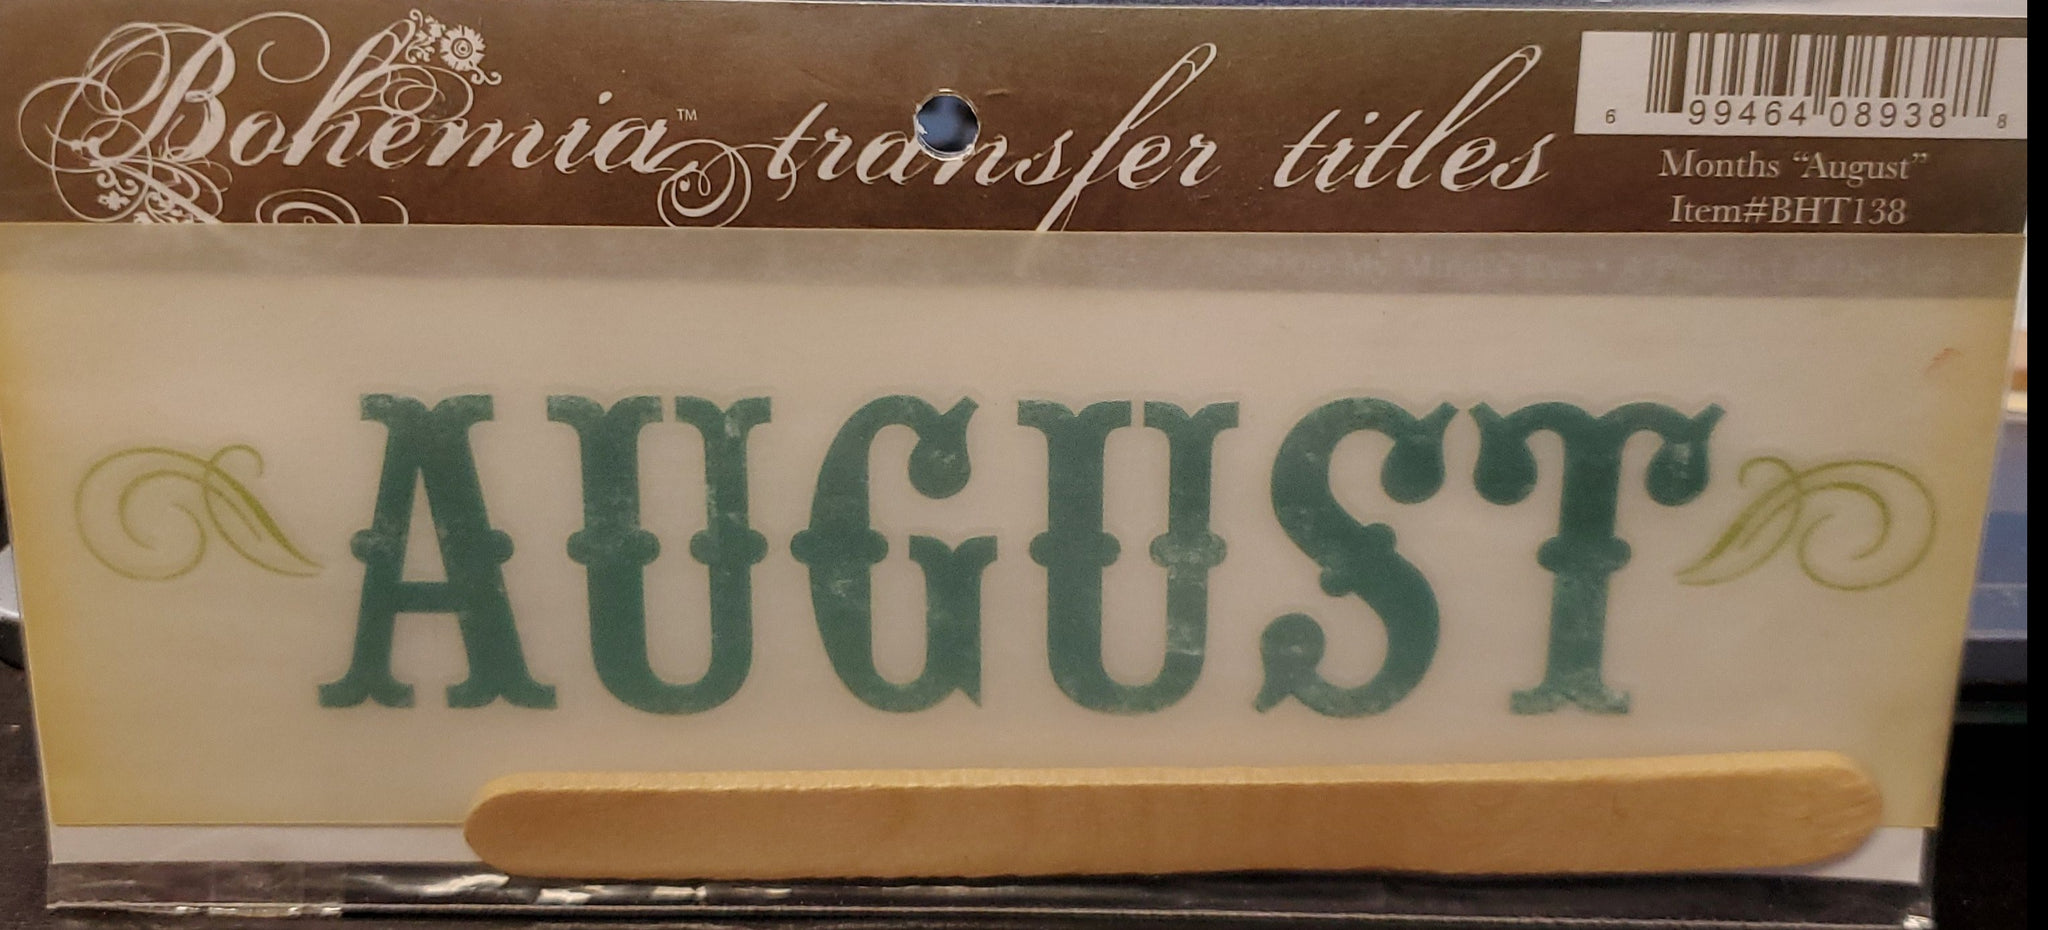 Bohemia™ transfer titles
6 99464 08938 8
Months “August”
Item#BHT138
AUGUST